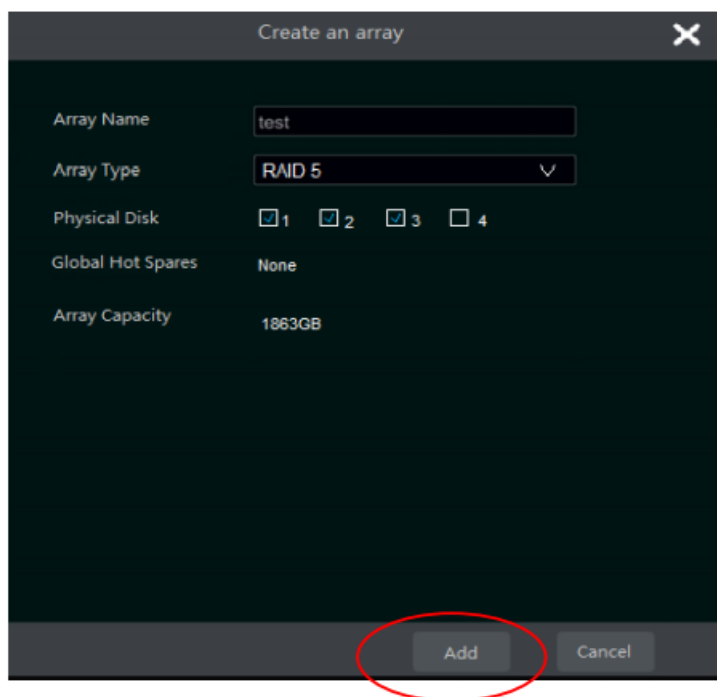 Create an array
Array Name test
Array Type RAID 5
Physical Disk 1 2 3 4
Global Hot Spares None
Array Capacity 1863GB
Add Cancel